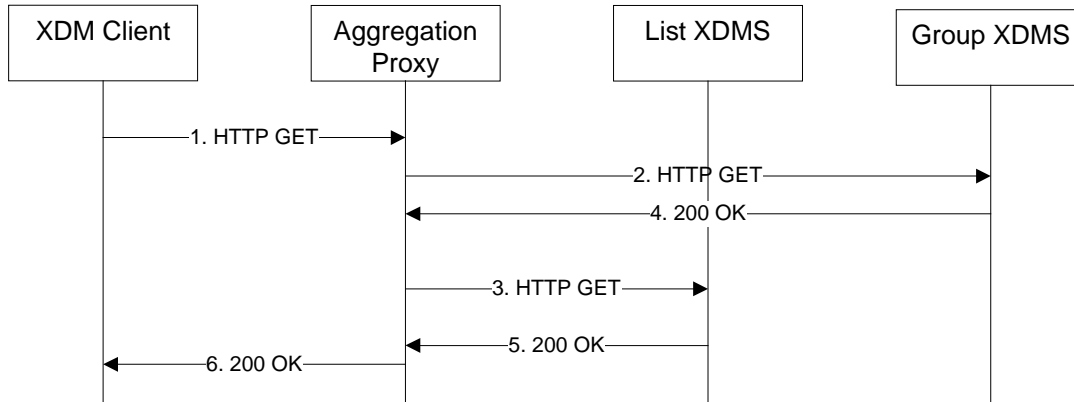 XDM Client
Aggregation
Proxy
List XDMS
Group XDMS
1. HTTP GET
2. HTTP GET
4. 200 OK
3. HTTP GET
5. 200 OK
6. 200 OK